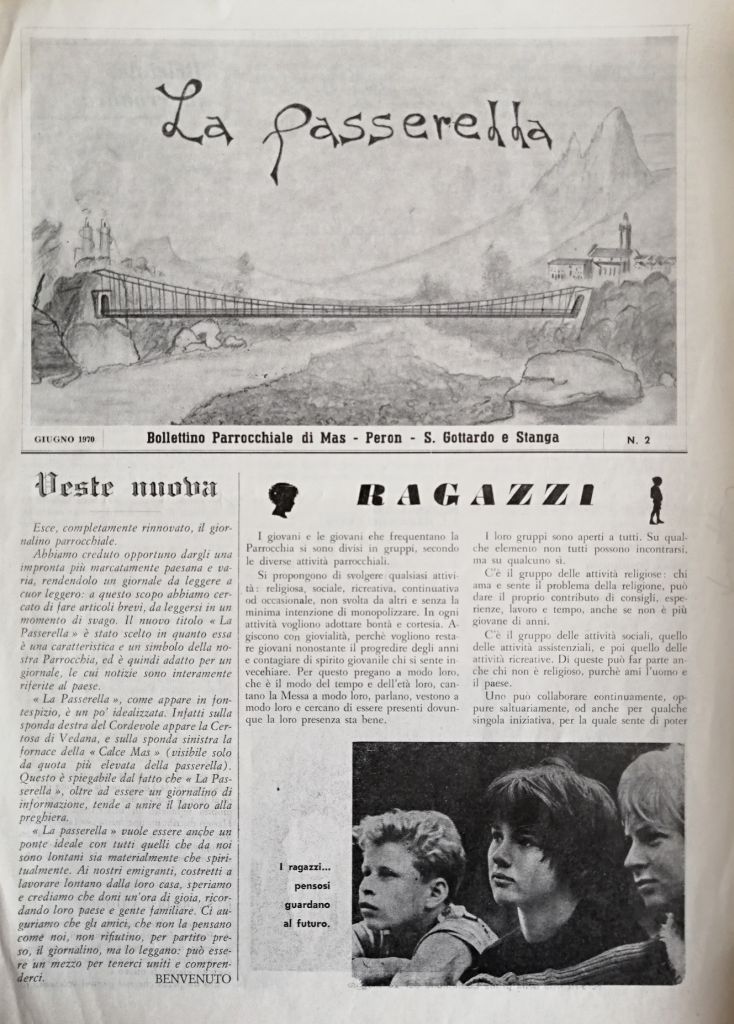 La Passerella
GIUGNO 1970
Bollettino Parrocchiale di Mas - Peron - S. Gottardo e Stanga
N. 2
Veste nuova
Esce, completamente rinnovato, il gior-
nalino parrocchiale.
Abbiamo creduto opportuno dargli una
impronta più marcatamente paesana e va-
ria, rendendolo un giornale da leggere a
cuor leggero: a questo scopo abbiamo cer-
cato di fare articoli brevi, da leggersi in un
momento di svago. Il nuovo titolo « La
Passerella » è stato scelto in quanto essa
è una caratteristica e un simbolo della no-
stra Parrocchia, ed è quindi adatto per un
giornale, le cui notizie sono interamente
riferite al paese.
« La Passerella », come appare in fon-
tespizio, è un po' idealizzata. Infatti sulla
sponda destra del Cordevole appare la Cer-
tosa di Vedana, e sulla sponda sinistra la
fornace della « Calce Mas » (visibile solo
da quota più elevata della passerella).
Questo è spiegabile dal fatto che « La Pas-
serella », oltre ad essere un giornalino di
informazione, tende a unire il lavoro alla
preghiera.
« La passerella » vuole essere anche un
ponte ideale con tutti quelli che da noi
sono lontani sia materialmente che spiri-
tualmente. Ai nostri emigranti, costretti a
lavorare lontano dalla loro casa, speriamo
e crediamo che doni un'ora di gioia, ricor-
dando loro paese e gente familiare. Ci au-
guriamo che gli amici, che non la pensano
come noi, non rifiutino, per partito pre-
so, il giornalino, ma lo leggano: può esse-
re un mezzo per tenerci uniti e compren-
derci.
BENVENUTO
RAGAZZI
I giovani e le giovani che frequentano la
Parrocchia si sono divisi in gruppi, secondo
le diverse attività parrocchiali.
Si propongono di svolgere qualsiasi attivi-
tà: religiosa, sociale, ricreativa, continuativa
od occasionale, non svolta da altri e senza la
minima intenzione di monopolizzare. In ogni
attività vogliono adottare bontà e cortesia. A-
giscono con giovialità, perchè vogliono resta-
re giovani nonostante il progredire degli anni
e contagiare di spirito giovanile chi si sente in-
vecchiare. Per questo pregano a modo loro,
che è il modo del tempo e dell'età loro, can-
tano la Messa a modo loro, parlano, vestono a
modo loro e cercano di essere presenti dovun-
que la loro presenza sta bene.
I loro gruppi sono aperti a tutti. Su qual-
che elemento non tutti possono incontrarsi,
ma su qualcuno sì.
C'è il gruppo delle attività religiose: chi
ama e sente il problema della religione, può
dare il proprio contributo di consigli, espe-
rienze, lavoro e tempo, anche se non è più
giovane di anni.
C'è il gruppo delle attività sociali, quello
delle attività assistenziali, e poi quello delle
attività ricreative. Di queste può far parte an-
che chi non è religioso, purchè ami l'uomo e
il paese.
Uno può collaborare continuamente, op-
pure saltuariamente, od anche per qualche
singola iniziativa, per la quale sente di poter
I ragazzi...
pensosi
guardano
al futuro.